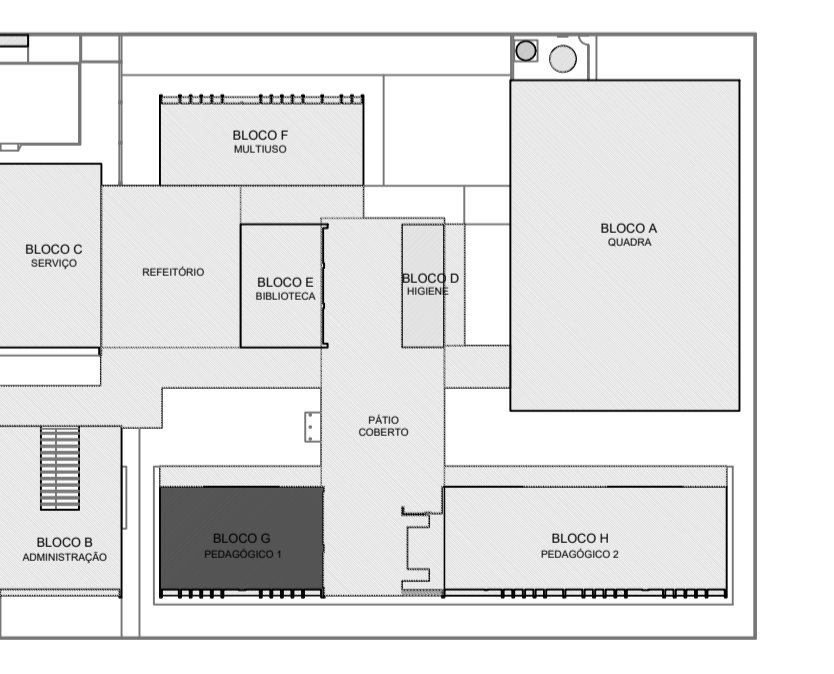 BLOCO F
MULTIUSO
BLOCO A
QUADRA
BLOCO C
SERVIÇO
REFEITÓRIO
BLOCO E
BIBLIOTECA
BLOCO D
HIGIENE
PÁTIO
COBERTO
BLOCO B
ADMINISTRAÇÃO
BLOCO G
PEDAGÓGICO 1
BLOCO H
PEDAGÓGICO 2